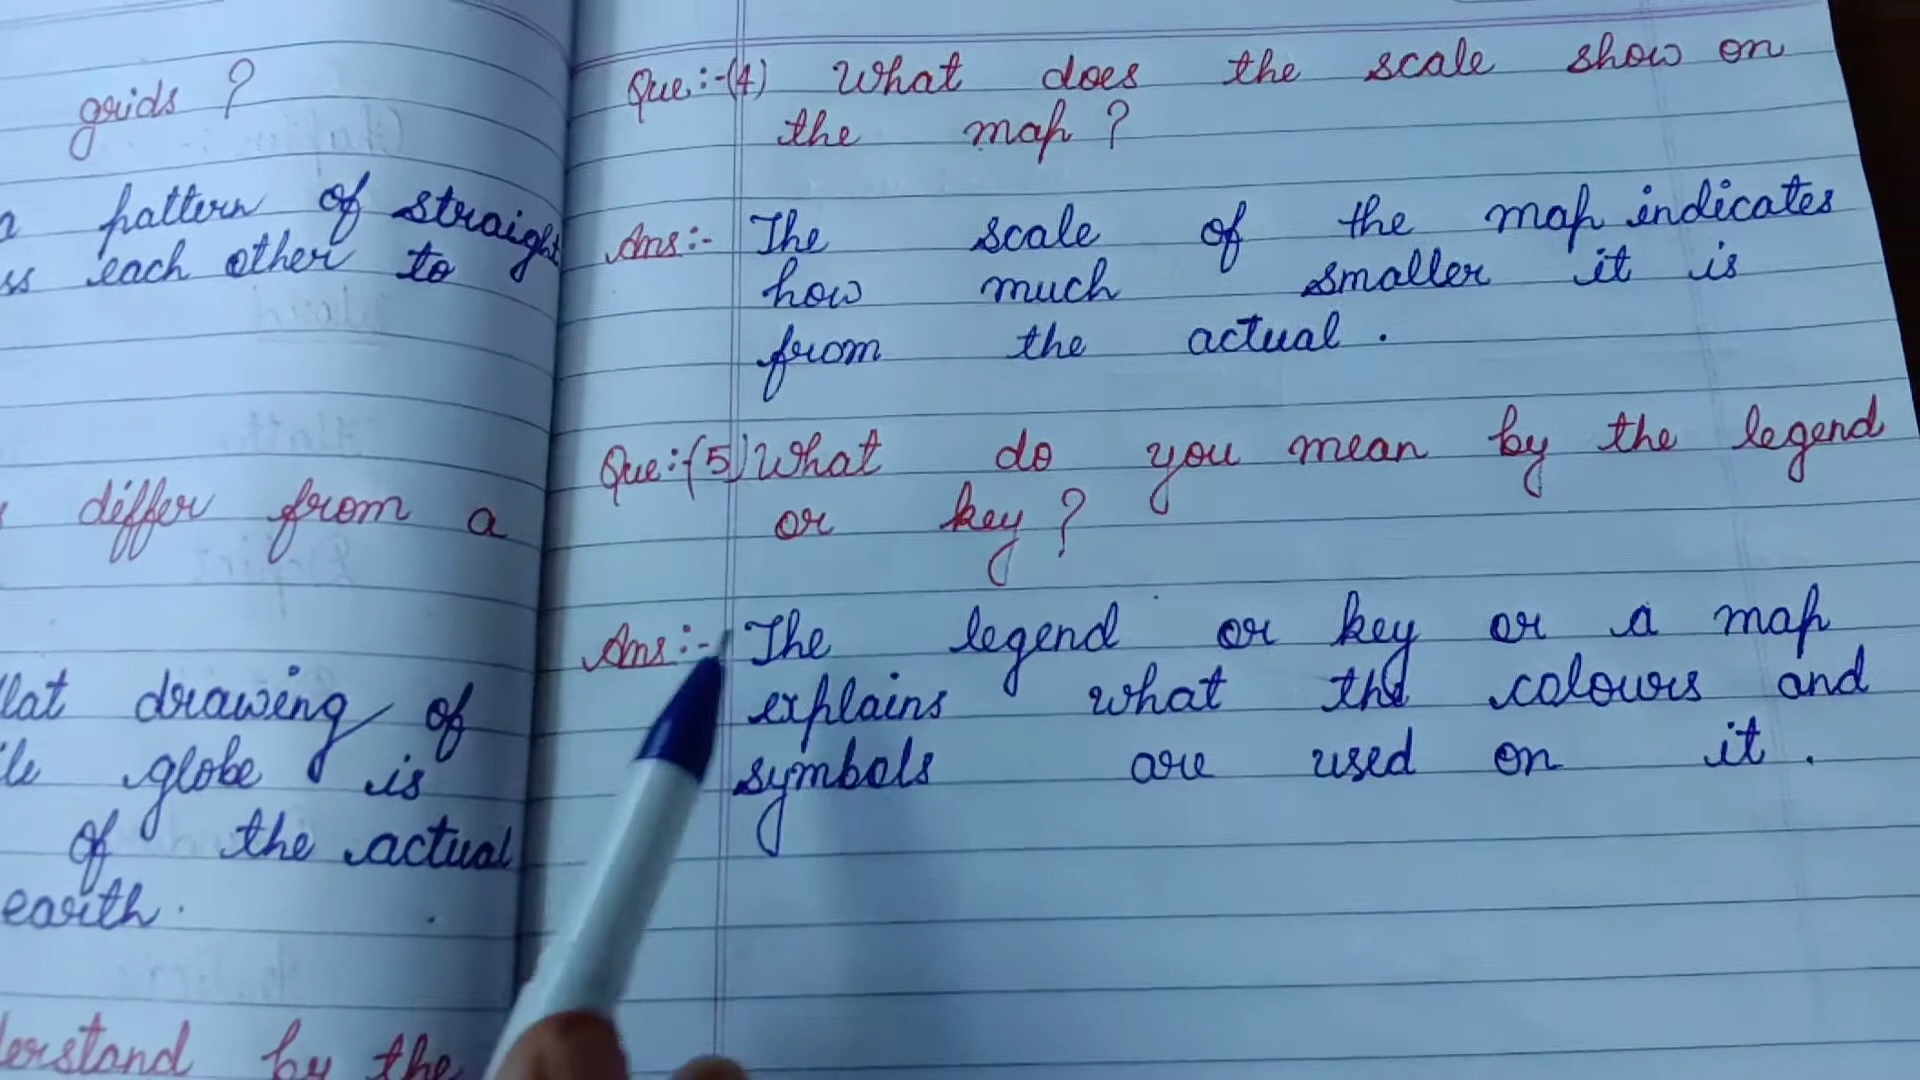 grids ?
pattern of straight
each other to
differ from a
drawing of
globe is
of the actual
earth.
by the
Que:-(4) What does the scale show on
the map ?
Ans:- The scale of the map indicates
how much smaller it is
from the actual .
Que:-(5) What do you mean by the legend
or key ?
Ans:- The legend or key or a map
explains what the colours and
symbols are used on it .